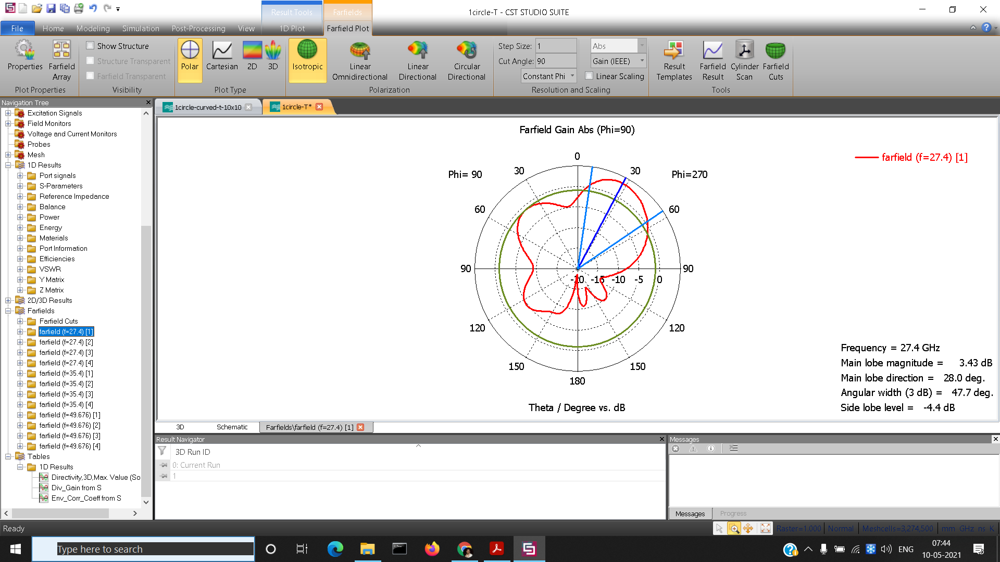 1circle-T - CST STUDIO SUITE
Result Tools
Farfields
File
Home
Modeling
Simulation
Post-Processing
View
1D Plot
Farfield Plot
Properties
Farfield Array
Show Structure
Structure Transparent
Farfield Transparent
Polar
Cartesian
2D
3D
Isotropic
Linear Omnidirectional
Linear Directional
Circular Directional
Step Size: 1
Cut Angle: 90
Constant Phi
Abs
Gain (IEEE)
Linear Scaling
Result Templates
Farfield Result
Cylinder Scan
Farfield Cuts
Plot Properties
Visibility
Plot Type
Polarization
Resolution and Scaling
Tools
Navigation Tree
Excitation Signals
Field Monitors
Voltage and Current Monitors
Probes
Mesh
1D Results
Port signals
S-Parameters
Reference Impedance
Balance
Power
Energy
Materials
Port Information
Efficiencies
VSWR
Y Matrix
Z Matrix
2D/3D Results
Farfields
Farfield Cuts
farfield (f=27.4) [1]
farfield (f=27.4) [2]
farfield (f=27.4) [3]
farfield (f=27.4) [4]
farfield (f=35.4) [1]
farfield (f=35.4) [2]
farfield (f=35.4) [3]
farfield (f=35.4) [4]
farfield (f=49.676) [1]
farfield (f=49.676) [2]
farfield (f=49.676) [3]
farfield (f=49.676) [4]
Tables
1D Results
Directivity,3D,Max. Value (So
Div_Gain from S
Env_Corr_Coeff from S
1circle-curved-t-10x10
1circle-T*
Farfield Gain Abs (Phi=90)
farfield (f=27.4) [1]
0
30
30
Phi= 90
Phi=270
60
60
90
90
-20 -15 -10 -5 0
120
120
150
150
180
Theta / Degree vs. dB
Frequency = 27.4 GHz
Main lobe magnitude = 3.43 dB
Main lobe direction = 28.0 deg.
Angular width (3 dB) = 47.7 deg.
Side lobe level = -4.4 dB
3D
Schematic
Farfields\farfield (f=27.4) [1]
Result Navigator
3D Run ID
0: Current Run
1
Messages
Messages
Progress
Ready
Raster=1.000
Normal
Meshcells=3,274,500
mm GHz ns K
Type here to search
ENG
07:44
10-05-2021